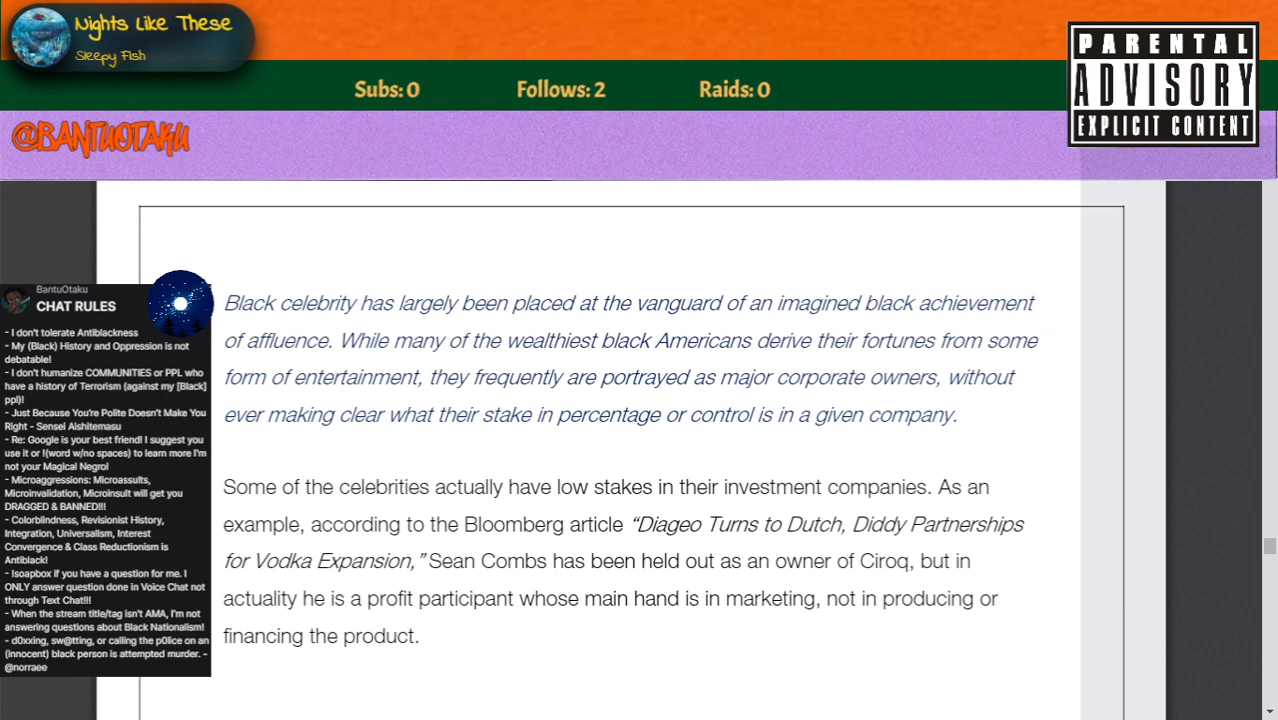 Nights Like These
Sleepy Fish
Subs: 0
Follows: 2
Raids: 0
PARENTAL
ADVISORY
EXPLICIT CONTENT
@BANTUOTAKU
Black celebrity has largely been placed at the vanguard of an imagined black achievement
of affluence. While many of the wealthiest black Americans derive their fortunes from some
form of entertainment, they frequently are portrayed as major corporate owners, without
ever making clear what their stake in percentage or control is in a given company.
Some of the celebrities actually have low stakes in their investment companies. As an
example, according to the Bloomberg article “Diageo Turns to Dutch, Diddy Partnerships
for Vodka Expansion,” Sean Combs has been held out as an owner of Ciroq, but in
actuality he is a profit participant whose main hand is in marketing, not in producing or
financing the product.
BantuOtaku
CHAT RULES
- I don't tolerate Antiblackness
- My (Black) History and Oppression is not
debatable!
- I don't humanize COMMUNITIES or PPL who
have a history of Terrorism (against my [Black]
ppl)!
- Just Because You're Polite Doesn't Make You
Right - Sensei Aishitemasu
- Re: Google is your best friend! I suggest you
use it or !(word w/no spaces) to learn more I'm
not your Magical Negro!
- Microaggressions: Microassults,
Microinvalidation, Microinsult will get you
DRAGGED & BANNED!!!
- Colorblindness, Revisionist History,
Integration, Universalism, Interest
Convergence & Class Reductionism is
Antiblack!
- !soapbox if you have a question for me. I
ONLY answer question done in Voice Chat not
through Text Chat!!!
- When the stream title/tag isn't AMA, I'm not
answering questions about Black Nationalism!
- d0xxing, sw@tting, or calling the p0lice on an
(innocent) black person is attempted murder. -
@norraee